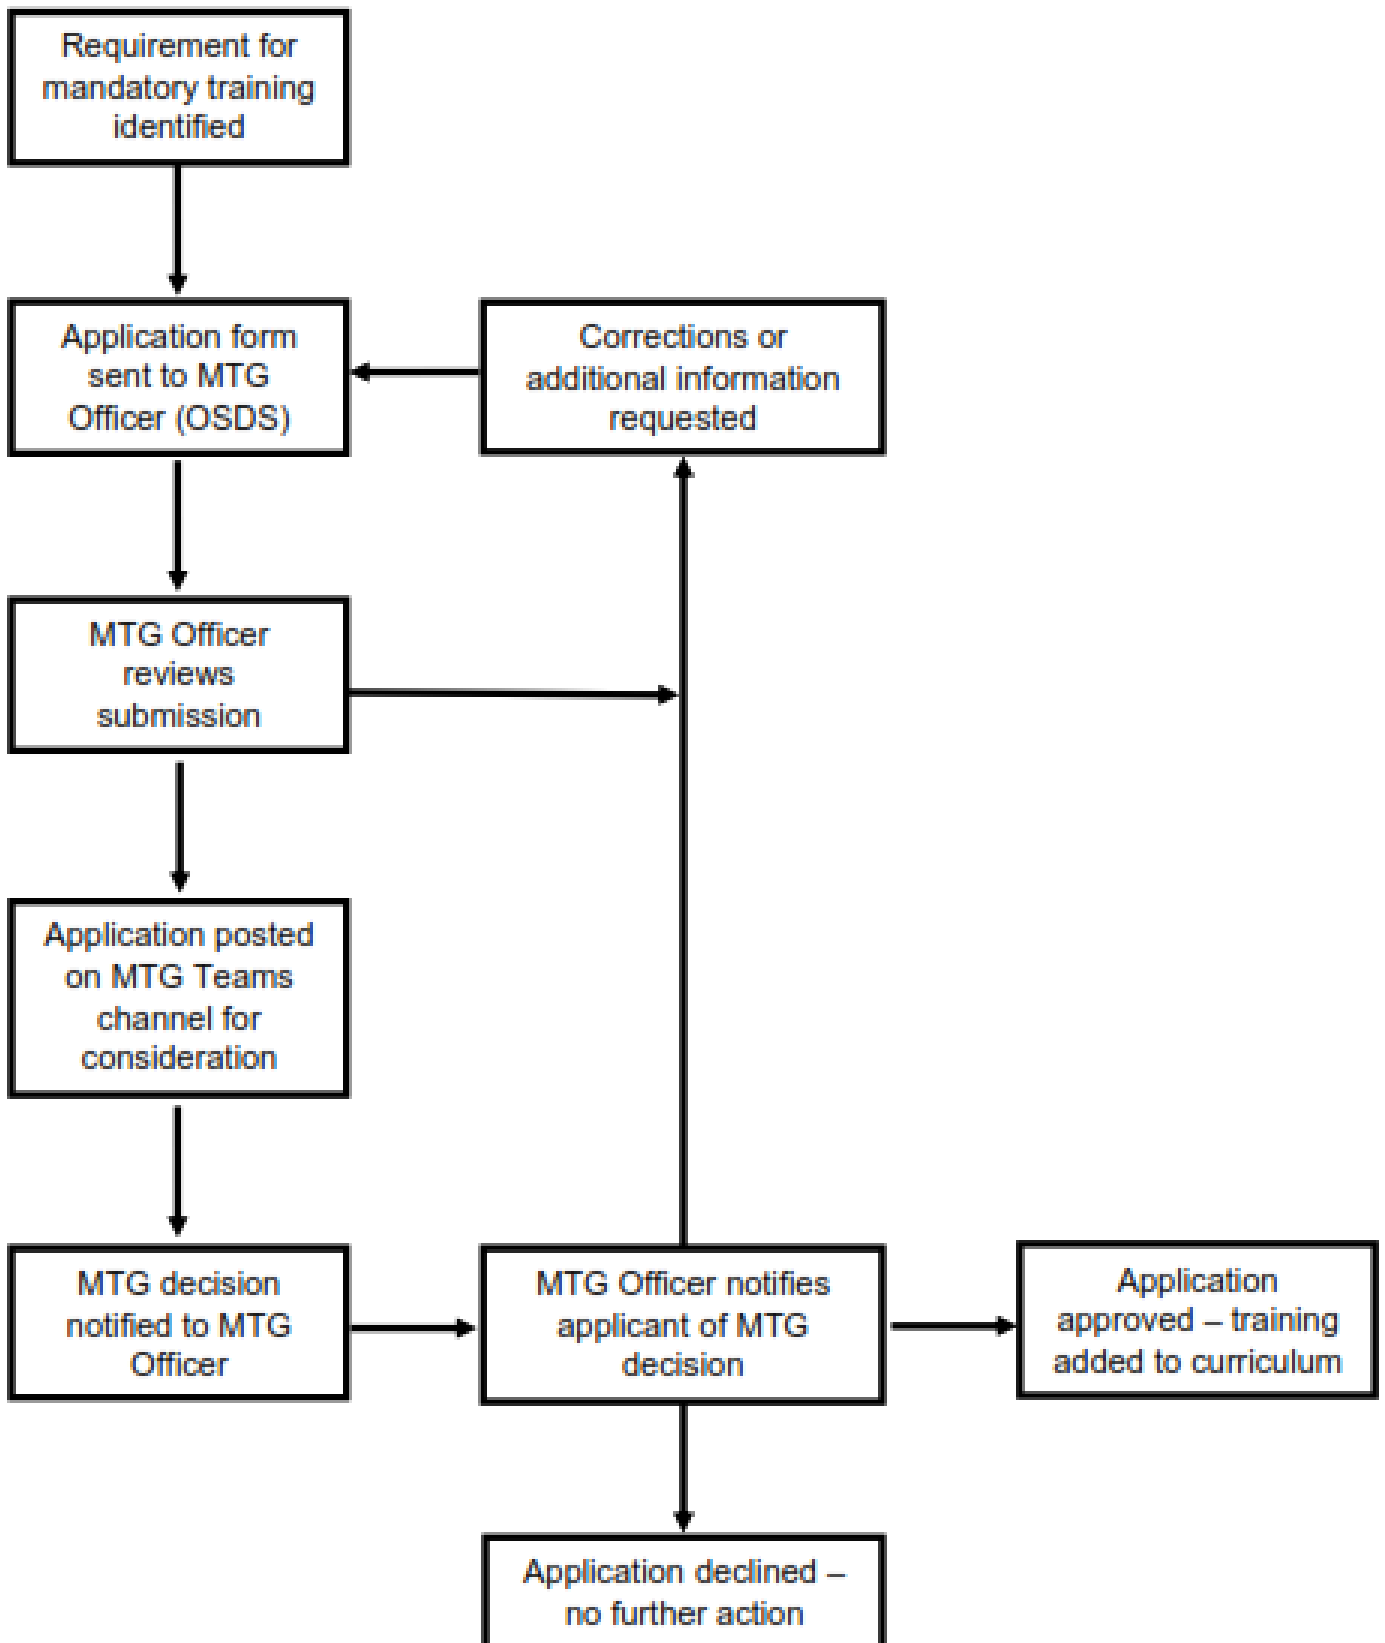 Requirement for
mandatory training
identified
Application form
sent to MTG
Officer (OSDS)
Corrections or
additional information
requested
MTG Officer
reviews
submission
Application posted
on MTG Teams
channel for
consideration
MTG decision
notified to MTG
Officer
MTG Officer notifies
applicant of MTG
decision
Application
approved – training
added to curriculum
Application declined –
no further action